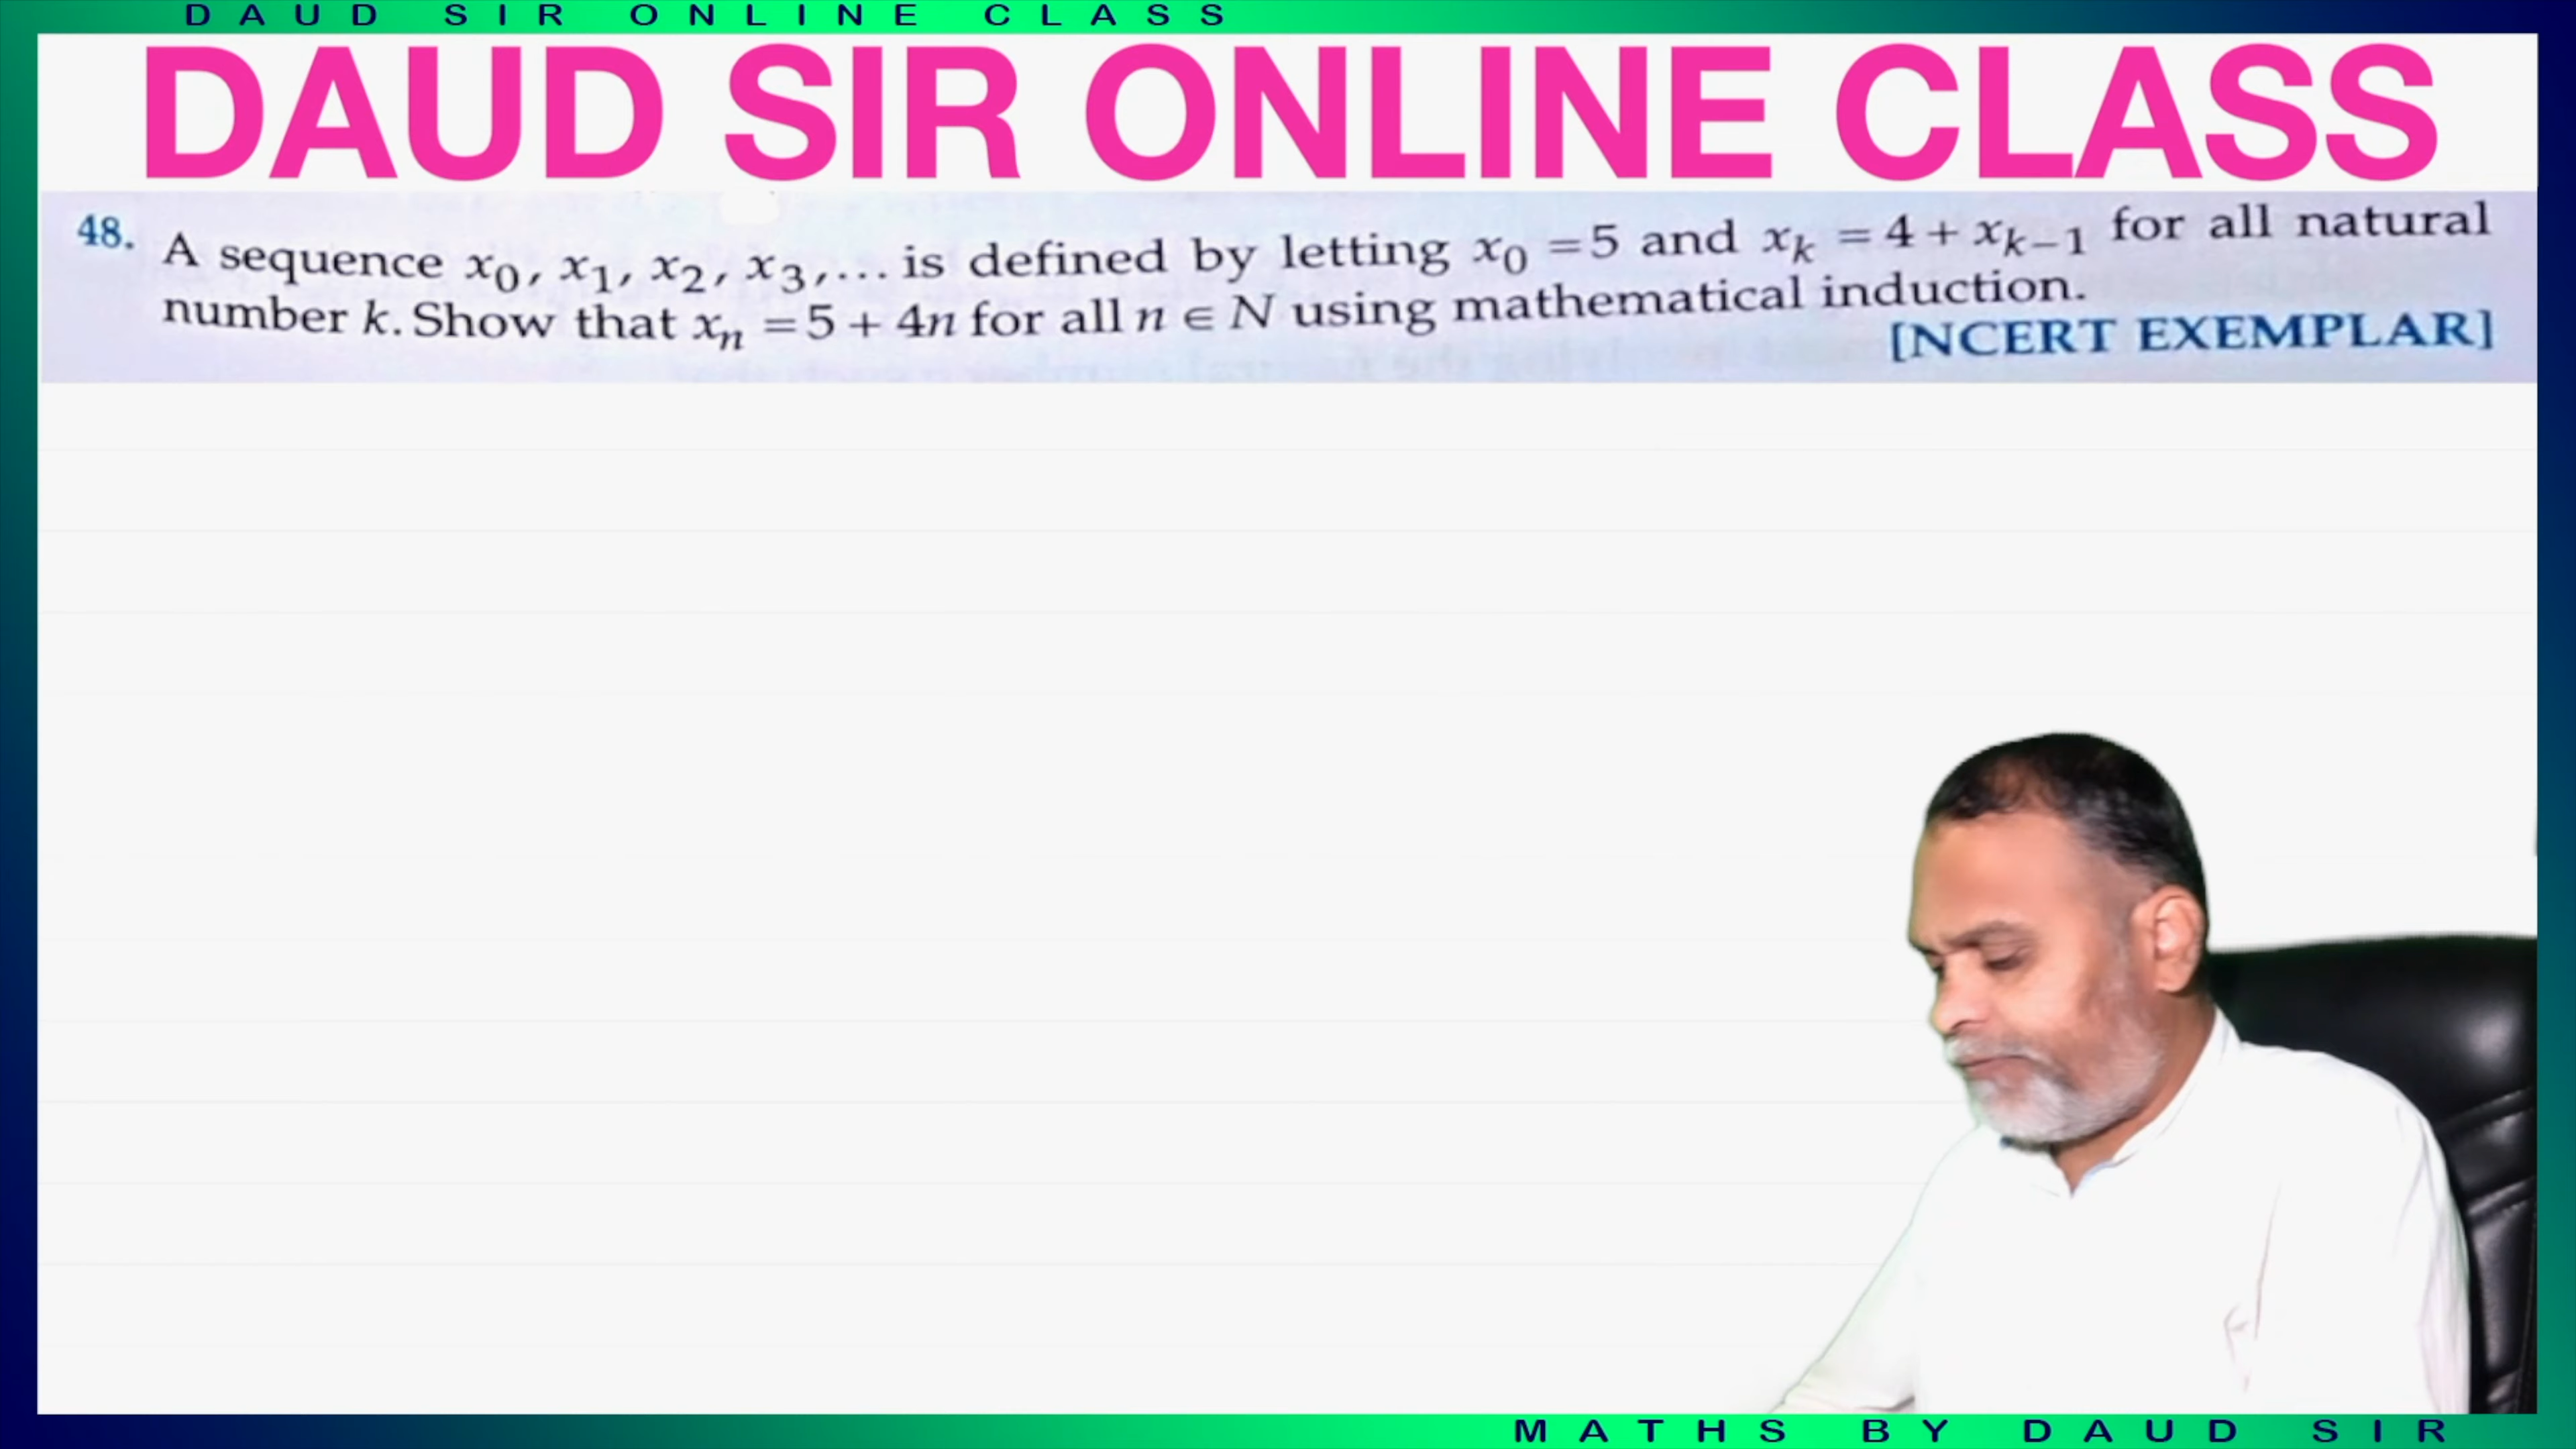 DAUD SIR ONLINE CLASS
DAUD SIR ONLINE CLASS
48. A sequence x₀, x₁, x₂, x₃,... is defined by letting x₀ = 5 and xₖ = 4 + xₖ₋₁ for all natural
number k. Show that xₙ = 5 + 4n for all n ∈ N using mathematical induction.
[NCERT EXEMPLAR]
MATHS BY DAUD SIR